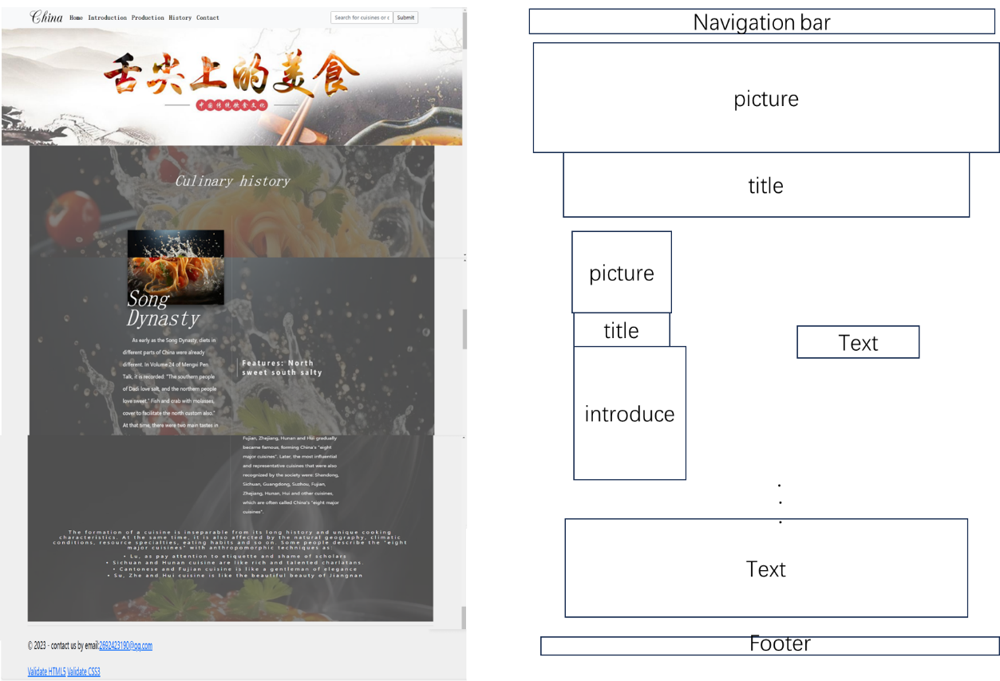 China Home Introduction Production History Contact
Search for cuisines or c Submit
舌尖上的美食
中国传统饮食文化
Culinary history
Song
Dynasty
As early as the Song Dynasty, diets in
different parts of China were already
different. In Volume 24 of Mengxi Pen
Talk, it is recorded: "The southern people
of Dadi love salt, and the northern people
love sweet." Fish and crab with molasses,
cover to facilitate the north custom also."
At that time, there were two main tastes in
Features: North
sweet south salty
Fujian, Zhejiang, Hunan and Hui gradually
became famous, forming China's "eight
major cuisines". Later, the most influential
and representative cuisines that were also
recognized by the society were: Shandong,
Sichuan, Guangdong, Suzhou, Fujian,
Zhejiang, Hunan, Hui and other cuisines,
which are often called China's "eight major
cuisines".
The formation of a cuisine is inseparable from its long history and unique cooking
characteristics. At the same time, it is also affected by the natural geography, climatic
conditions, resource specialties, eating habits and so on. Some people describe the "eight
major cuisines" with anthropomorphic techniques as:
• Lu, as pay attention to etiquette and shame of scholars
• Sichuan and Hunan cuisine are like rich and talented charlatans.
• Cantonese and Fujian cuisine is like a gentleman of elegance
• Su, Zhe and Hui cuisine is like the beautiful beauty of Jiangnan
© 2023 - contact us by email:2692423190@qq.com
Validate HTML5 Validate CSS3
Navigation bar
picture
title
picture
title
Text
introduce
Text
Footer